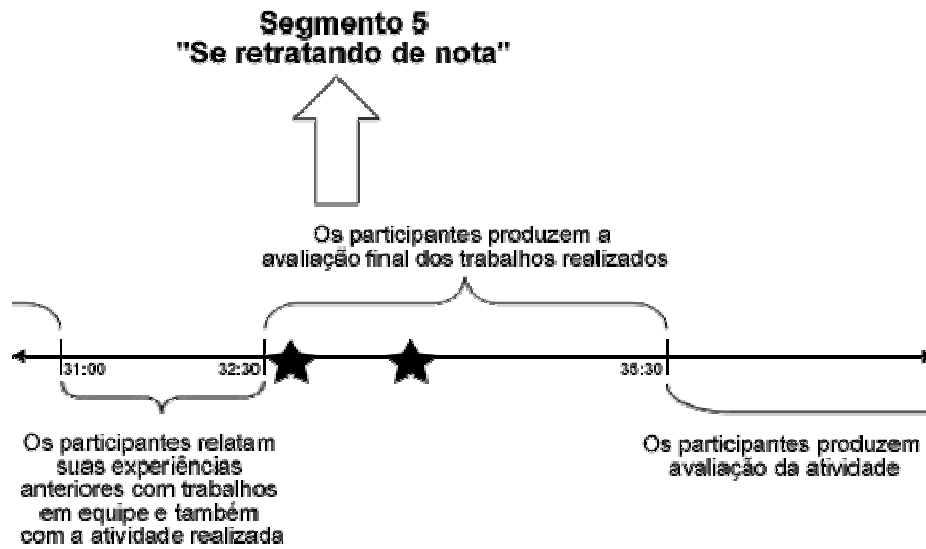 Segmento 5
"Se retratando de nota"
Os participantes produzem a
avaliação final dos trabalhos realizados
31:00
32:30
35:30
Os participantes relatam
suas experiências
anteriores com trabalhos
em equipe e também
com a atividade realizada
Os participantes produzem
avaliação da atividade